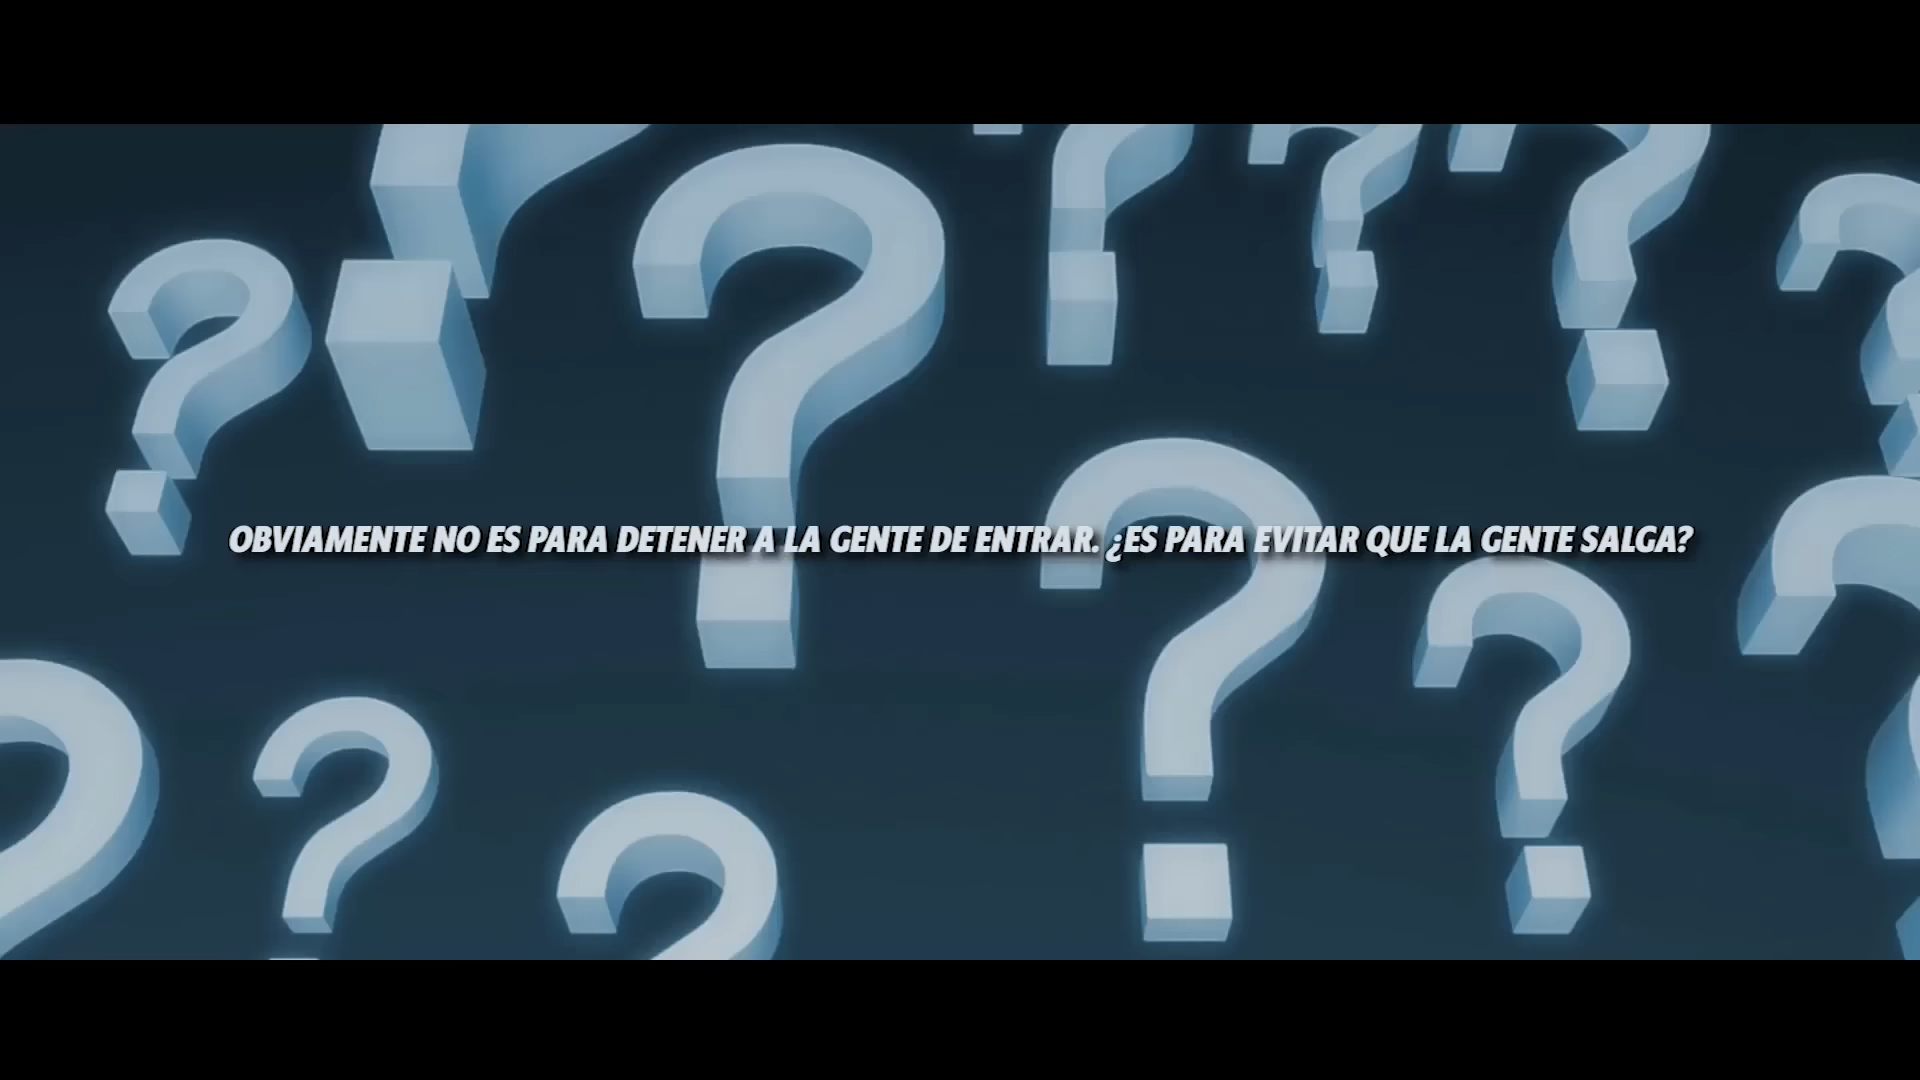 OBVIAMENTE NO ES PARA DETENER A LA GENTE DE ENTRAR. ¿ES PARA EVITAR QUE LA GENTE SALGA?